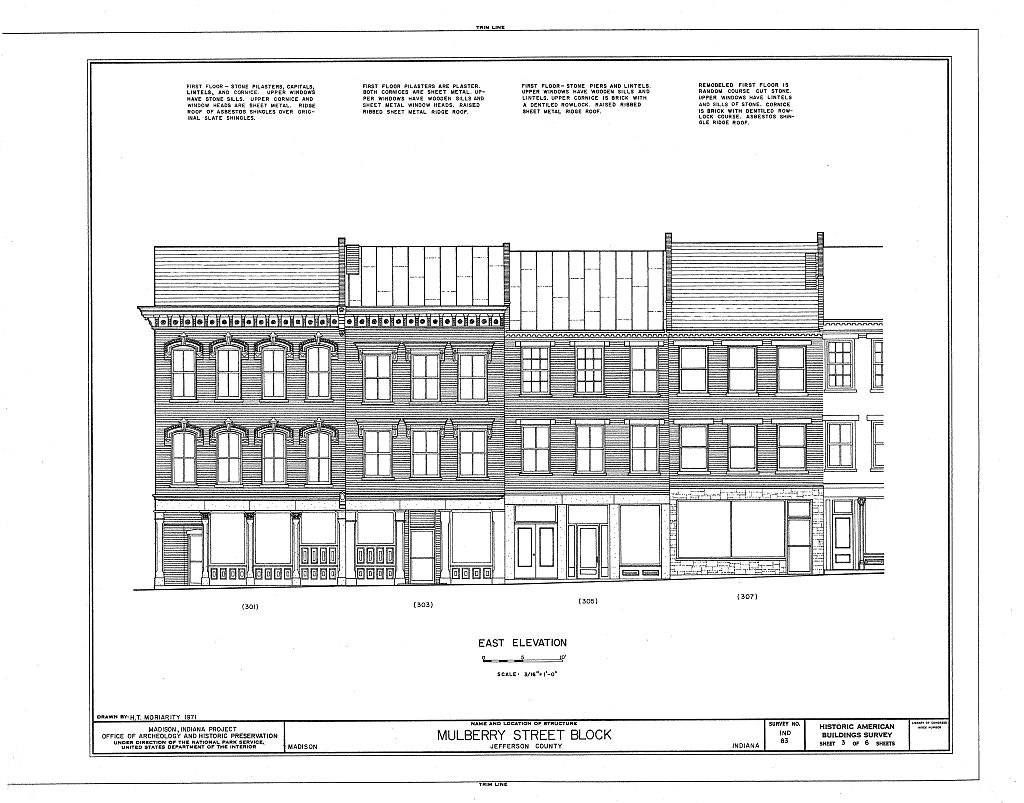 TRIM LINE
FIRST FLOOR - STONE PILASTERS, CAPITALS,
LINTELS, AND CORNICE. UPPER WINDOWS
HAVE STONE SILLS. UPPER CORNICE AND
WINDOW HEADS ARE SHEET METAL. RIDGE
ROOF OF ASBESTOS SHINGLES OVER ORIG-
INAL SLATE SHINGLES.
FIRST FLOOR PILASTERS ARE PLASTER.
BOTH CORNICES ARE SHEET METAL. UP-
PER WINDOWS HAVE WOODEN SILLS AND
SHEET METAL WINDOW HEADS. RAISED
RIBBED SHEET METAL RIDGE ROOF.
FIRST FLOOR-STONE PIERS AND LINTELS.
UPPER WINDOWS HAVE WOODEN SILLS AND
LINTELS. UPPER CORNICE IS BRICK WITH
A DENTILED ROWLOCK. RAISED RIBBED
SHEET METAL RIDGE ROOF.
REMODELED FIRST FLOOR IS
RANDOM COURSE CUT STONE.
UPPER WINDOWS HAVE LINTELS
AND SILLS OF STONE. CORNICE
IS BRICK WITH DENTILED ROW-
LOCK COURSE. ASBESTOS SHIN-
GLE RIDGE ROOF.
(301)
(303)
(305)
(307)
EAST ELEVATION
0 5 10'
SCALE: 3/16"=1'-0"
DRAWN BY: H.T. MORIARITY 1971
MADISON, INDIANA PROJECT
OFFICE OF ARCHEOLOGY AND HISTORIC PRESERVATION
UNDER DIRECTION OF THE NATIONAL PARK SERVICE,
UNITED STATES DEPARTMENT OF THE INTERIOR
MADISON
NAME AND LOCATION OF STRUCTURE
MULBERRY STREET BLOCK
JEFFERSON COUNTY
INDIANA
SURVEY NO.
IND
83
HISTORIC AMERICAN
BUILDINGS SURVEY
SHEET 3 OF 6 SHEETS
LIBRARY OF CONGRESS
INDEX NUMBER
TRIM LINE